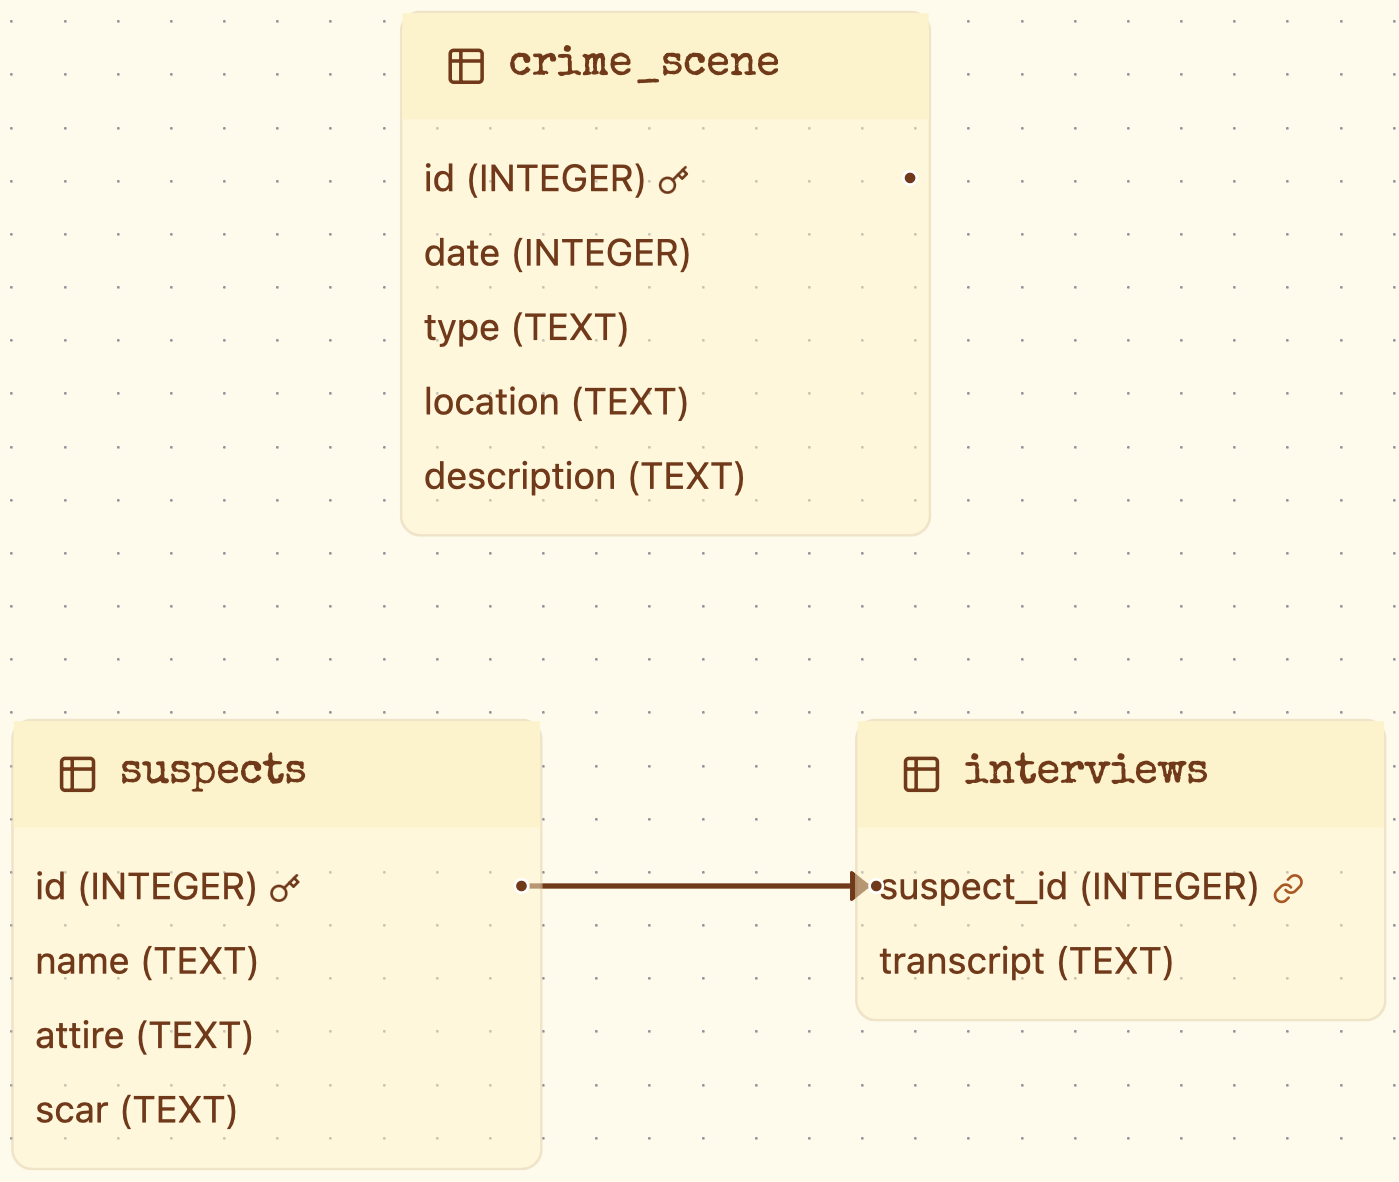 crime_scene
id (INTEGER)
date (INTEGER)
type (TEXT)
location (TEXT)
description (TEXT)
suspects
id (INTEGER)
name (TEXT)
attire (TEXT)
scar (TEXT)
interviews
suspect_id (INTEGER)
transcript (TEXT)